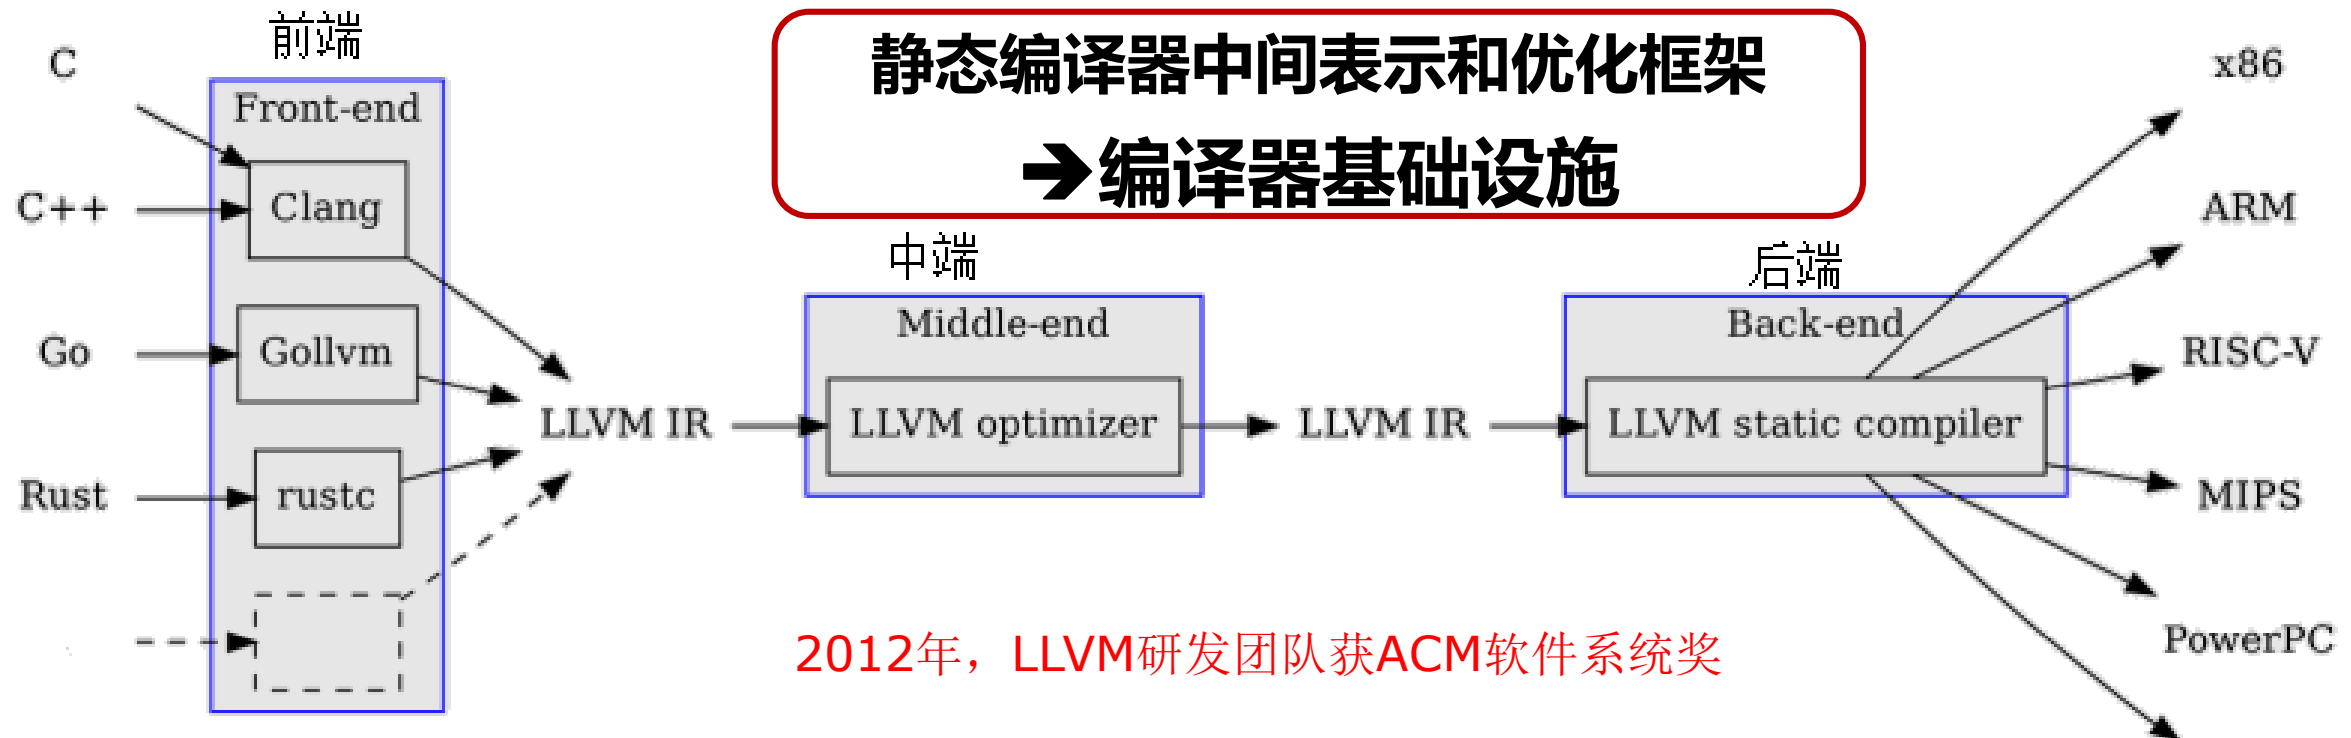 前端
静态编译器中间表示和优化框架
➔编译器基础设施
C
x86
Front-end
C++
Clang
ARM
中端
后端
Middle-end
Back-end
Go
Gollvm
RISC-V
LLVM IR
LLVM optimizer
LLVM IR
LLVM static compiler
Rust
rustc
MIPS
2012年，LLVM研发团队获ACM软件系统奖
PowerPC